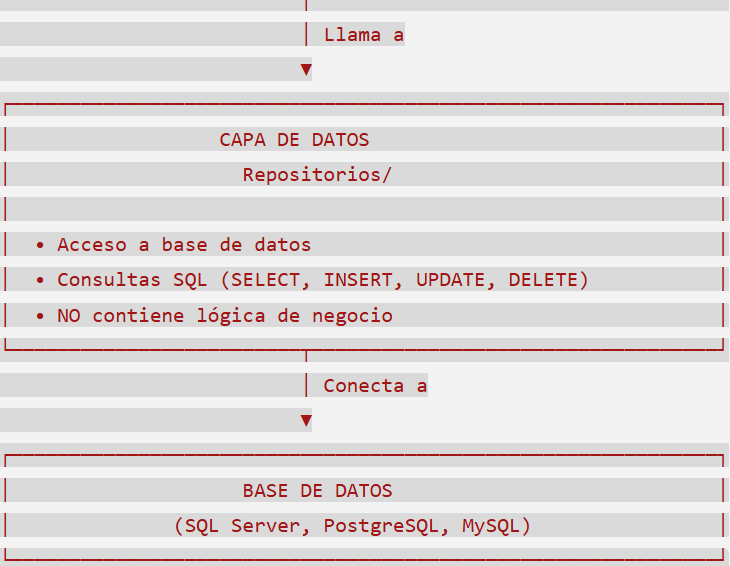 Llama a
▼
CAPA DE DATOS
Repositorios/
• Acceso a base de datos
• Consultas SQL (SELECT, INSERT, UPDATE, DELETE)
• NO contiene lógica de negocio
Conecta a
▼
BASE DE DATOS
(SQL Server, PostgreSQL, MySQL)